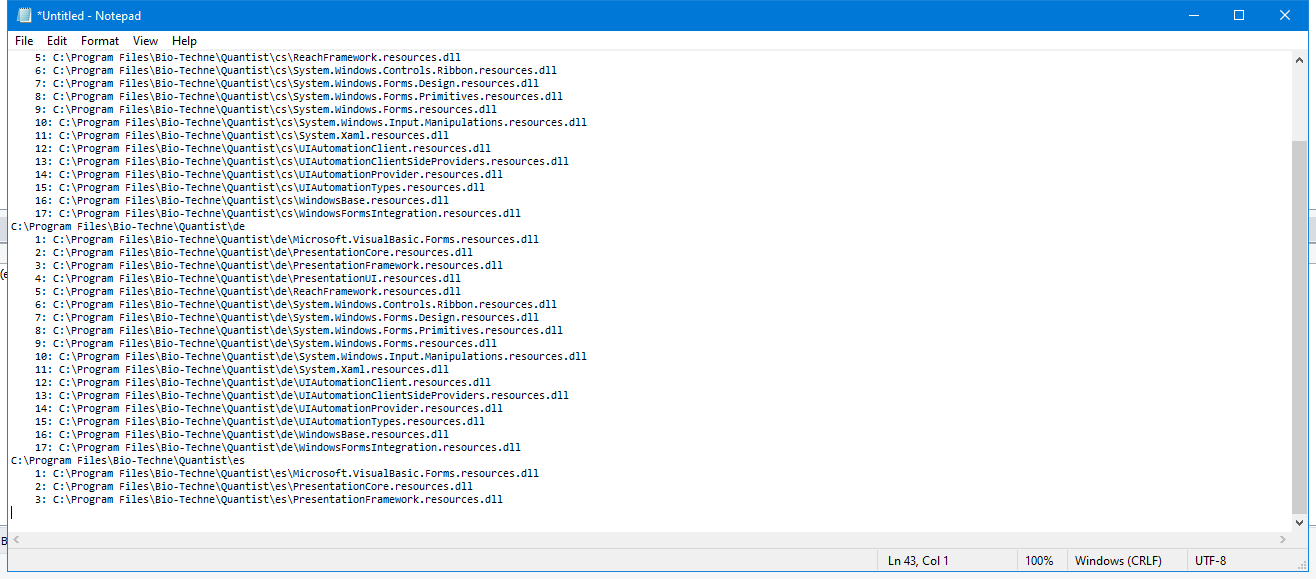 *Untitled - Notepad
File Edit Format View Help
5: C:\Program Files\Bio-Techne\Quantist\cs\ReachFramework.resources.dll
6: C:\Program Files\Bio-Techne\Quantist\cs\System.Windows.Controls.Ribbon.resources.dll
7: C:\Program Files\Bio-Techne\Quantist\cs\System.Windows.Forms.Design.resources.dll
8: C:\Program Files\Bio-Techne\Quantist\cs\System.Windows.Forms.Primitives.resources.dll
9: C:\Program Files\Bio-Techne\Quantist\cs\System.Windows.Forms.resources.dll
10: C:\Program Files\Bio-Techne\Quantist\cs\System.Windows.Input.Manipulations.resources.dll
11: C:\Program Files\Bio-Techne\Quantist\cs\System.Xaml.resources.dll
12: C:\Program Files\Bio-Techne\Quantist\cs\UIAutomationClient.resources.dll
13: C:\Program Files\Bio-Techne\Quantist\cs\UIAutomationClientSideProviders.resources.dll
14: C:\Program Files\Bio-Techne\Quantist\cs\UIAutomationProvider.resources.dll
15: C:\Program Files\Bio-Techne\Quantist\cs\UIAutomationTypes.resources.dll
16: C:\Program Files\Bio-Techne\Quantist\cs\WindowsBase.resources.dll
17: C:\Program Files\Bio-Techne\Quantist\cs\WindowsFormsIntegration.resources.dll
C:\Program Files\Bio-Techne\Quantist\de
1: C:\Program Files\Bio-Techne\Quantist\de\Microsoft.VisualBasic.Forms.resources.dll
2: C:\Program Files\Bio-Techne\Quantist\de\PresentationCore.resources.dll
3: C:\Program Files\Bio-Techne\Quantist\de\PresentationFramework.resources.dll
4: C:\Program Files\Bio-Techne\Quantist\de\PresentationUI.resources.dll
5: C:\Program Files\Bio-Techne\Quantist\de\ReachFramework.resources.dll
6: C:\Program Files\Bio-Techne\Quantist\de\System.Windows.Controls.Ribbon.resources.dll
7: C:\Program Files\Bio-Techne\Quantist\de\System.Windows.Forms.Design.resources.dll
8: C:\Program Files\Bio-Techne\Quantist\de\System.Windows.Forms.Primitives.resources.dll
9: C:\Program Files\Bio-Techne\Quantist\de\System.Windows.Forms.resources.dll
10: C:\Program Files\Bio-Techne\Quantist\de\System.Windows.Input.Manipulations.resources.dll
11: C:\Program Files\Bio-Techne\Quantist\de\System.Xaml.resources.dll
12: C:\Program Files\Bio-Techne\Quantist\de\UIAutomationClient.resources.dll
13: C:\Program Files\Bio-Techne\Quantist\de\UIAutomationClientSideProviders.resources.dll
14: C:\Program Files\Bio-Techne\Quantist\de\UIAutomationProvider.resources.dll
15: C:\Program Files\Bio-Techne\Quantist\de\UIAutomationTypes.resources.dll
16: C:\Program Files\Bio-Techne\Quantist\de\WindowsBase.resources.dll
17: C:\Program Files\Bio-Techne\Quantist\de\WindowsFormsIntegration.resources.dll
C:\Program Files\Bio-Techne\Quantist\es
1: C:\Program Files\Bio-Techne\Quantist\es\Microsoft.VisualBasic.Forms.resources.dll
2: C:\Program Files\Bio-Techne\Quantist\es\PresentationCore.resources.dll
3: C:\Program Files\Bio-Techne\Quantist\es\PresentationFramework.resources.dll
Ln 43, Col 1 100% Windows (CRLF) UTF-8